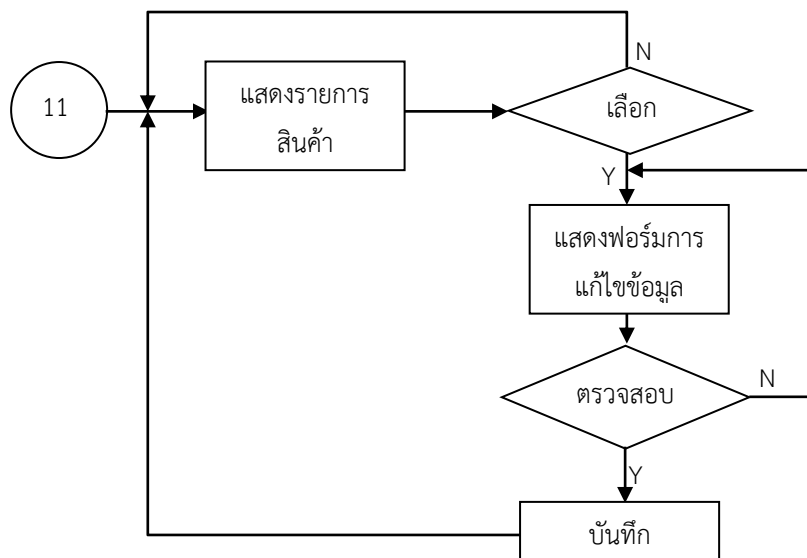 N
11
แสดงรายการ
สินค้า
เลือก
Y
แสดงฟอร์มการ
แก้ไขข้อมูล
ตรวจสอบ
N
Y
บันทึก